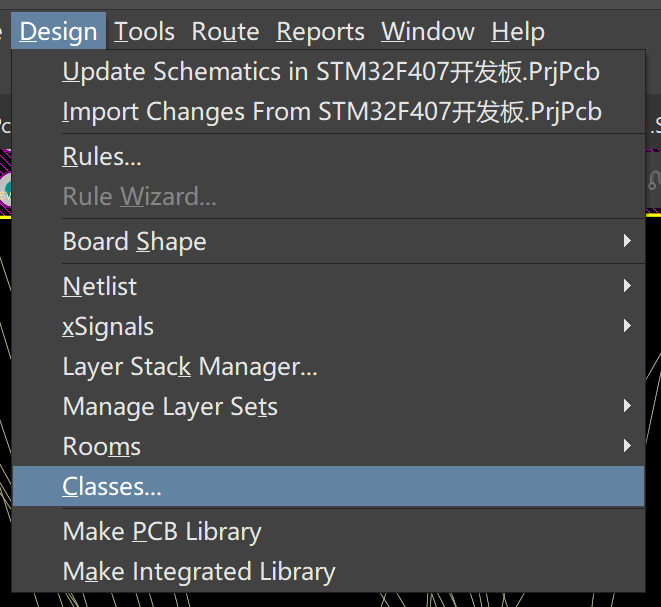 Design Tools Route Reports Window Help
Update Schematics in STM32F407开发板.PrjPcb
Import Changes From STM32F407开发板.PrjPcb
Rules...
Rule Wizard...
Board Shape
Netlist
xSignals
Layer Stack Manager...
Manage Layer Sets
Rooms
Classes...
Make PCB Library
Make Integrated Library